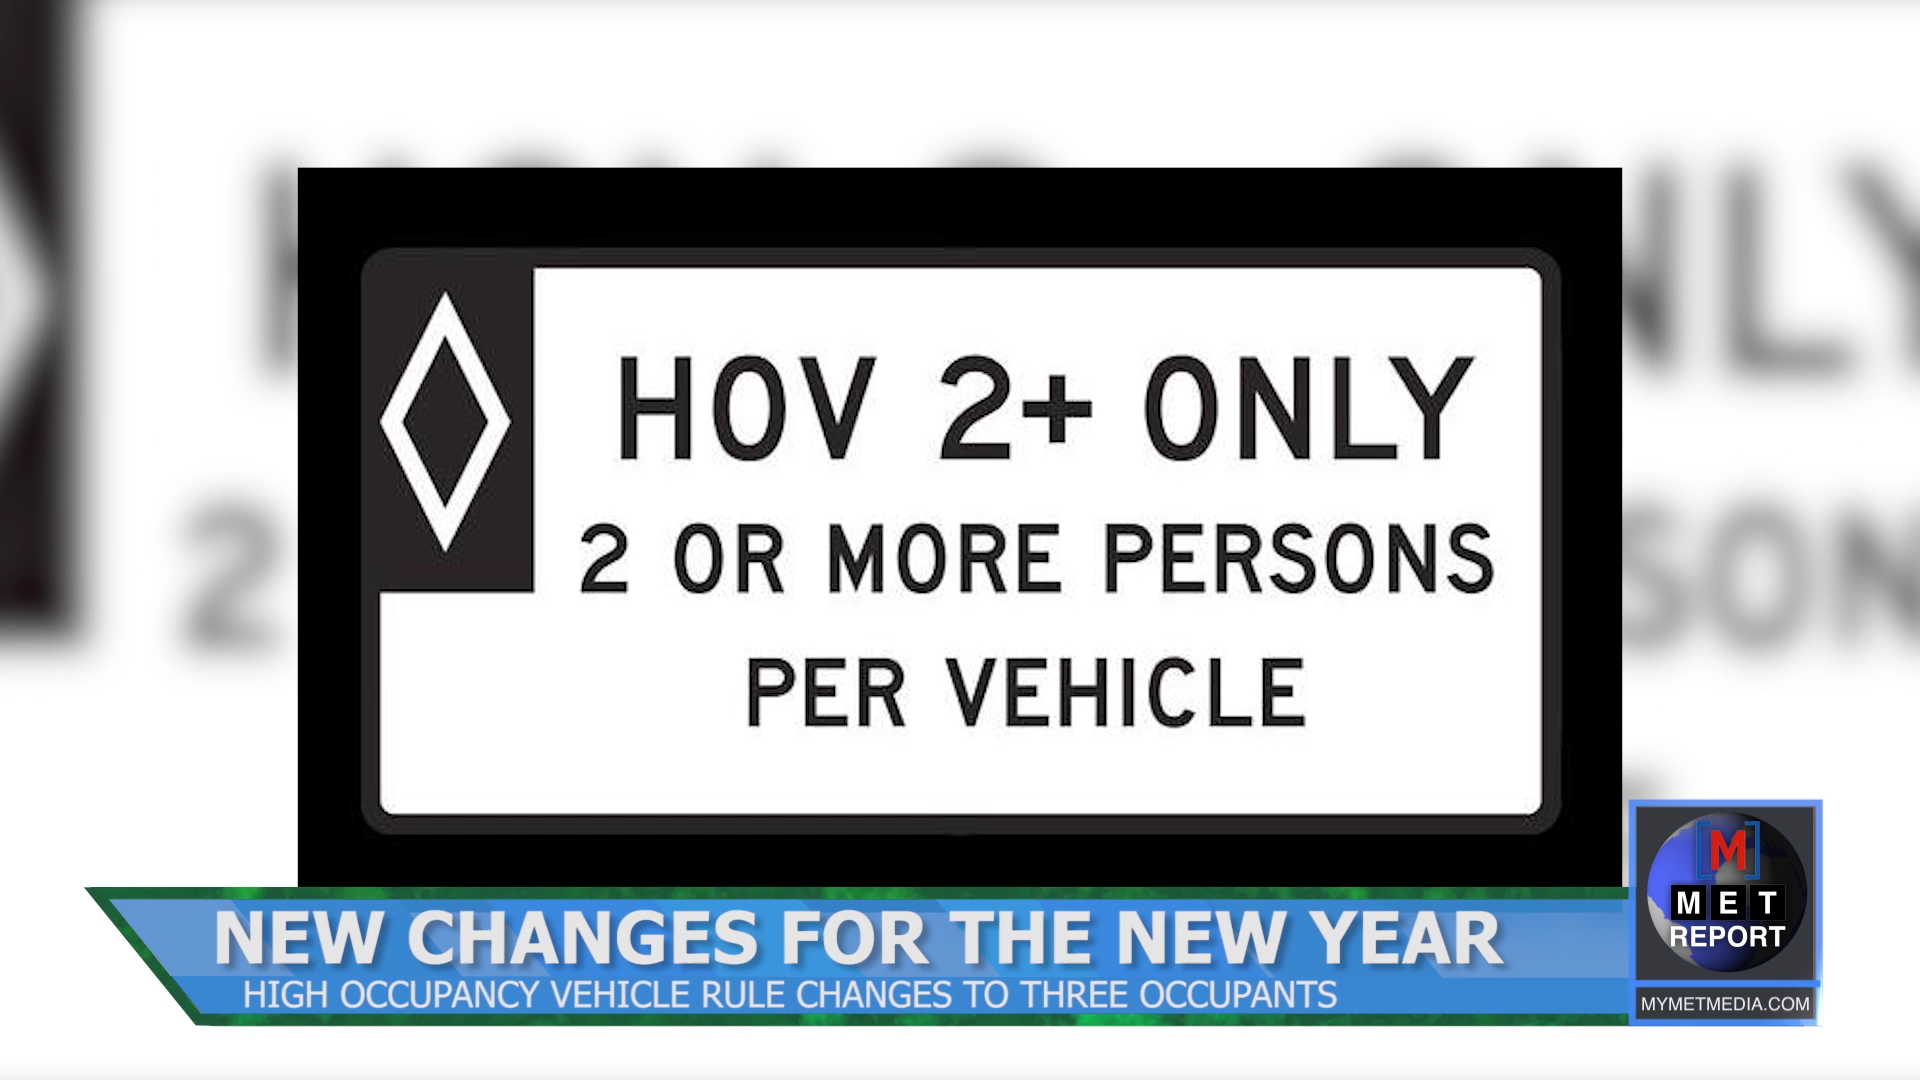 HOV 2+ ONLY
2 OR MORE PERSONS
PER VEHICLE
NEW CHANGES FOR THE NEW YEAR
HIGH OCCUPANCY VEHICLE RULE CHANGES TO THREE OCCUPANTS
[M]
MET
REPORT
MYMETMEDIA.COM